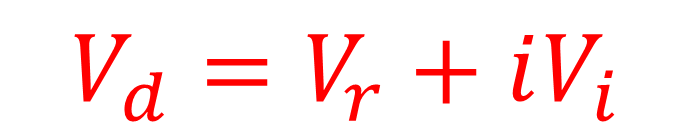 V_d = V_r + iV_i